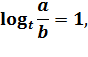 log_t a/b = 1,